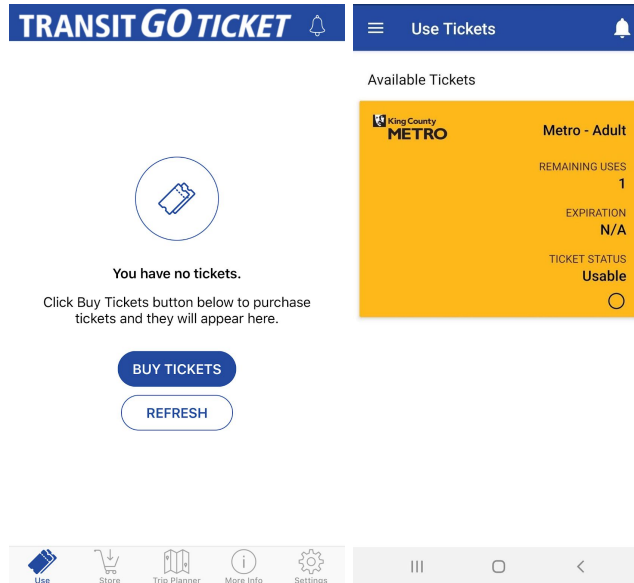 TRANSIT GO TICKET
You have no tickets.
Click Buy Tickets button below to purchase
tickets and they will appear here.
BUY TICKETS
REFRESH
Use
Store
Trip Planner
More Info
Settings
Use Tickets
Available Tickets
King County
METRO
Metro - Adult
REMAINING USES
1
EXPIRATION
N/A
TICKET STATUS
Usable